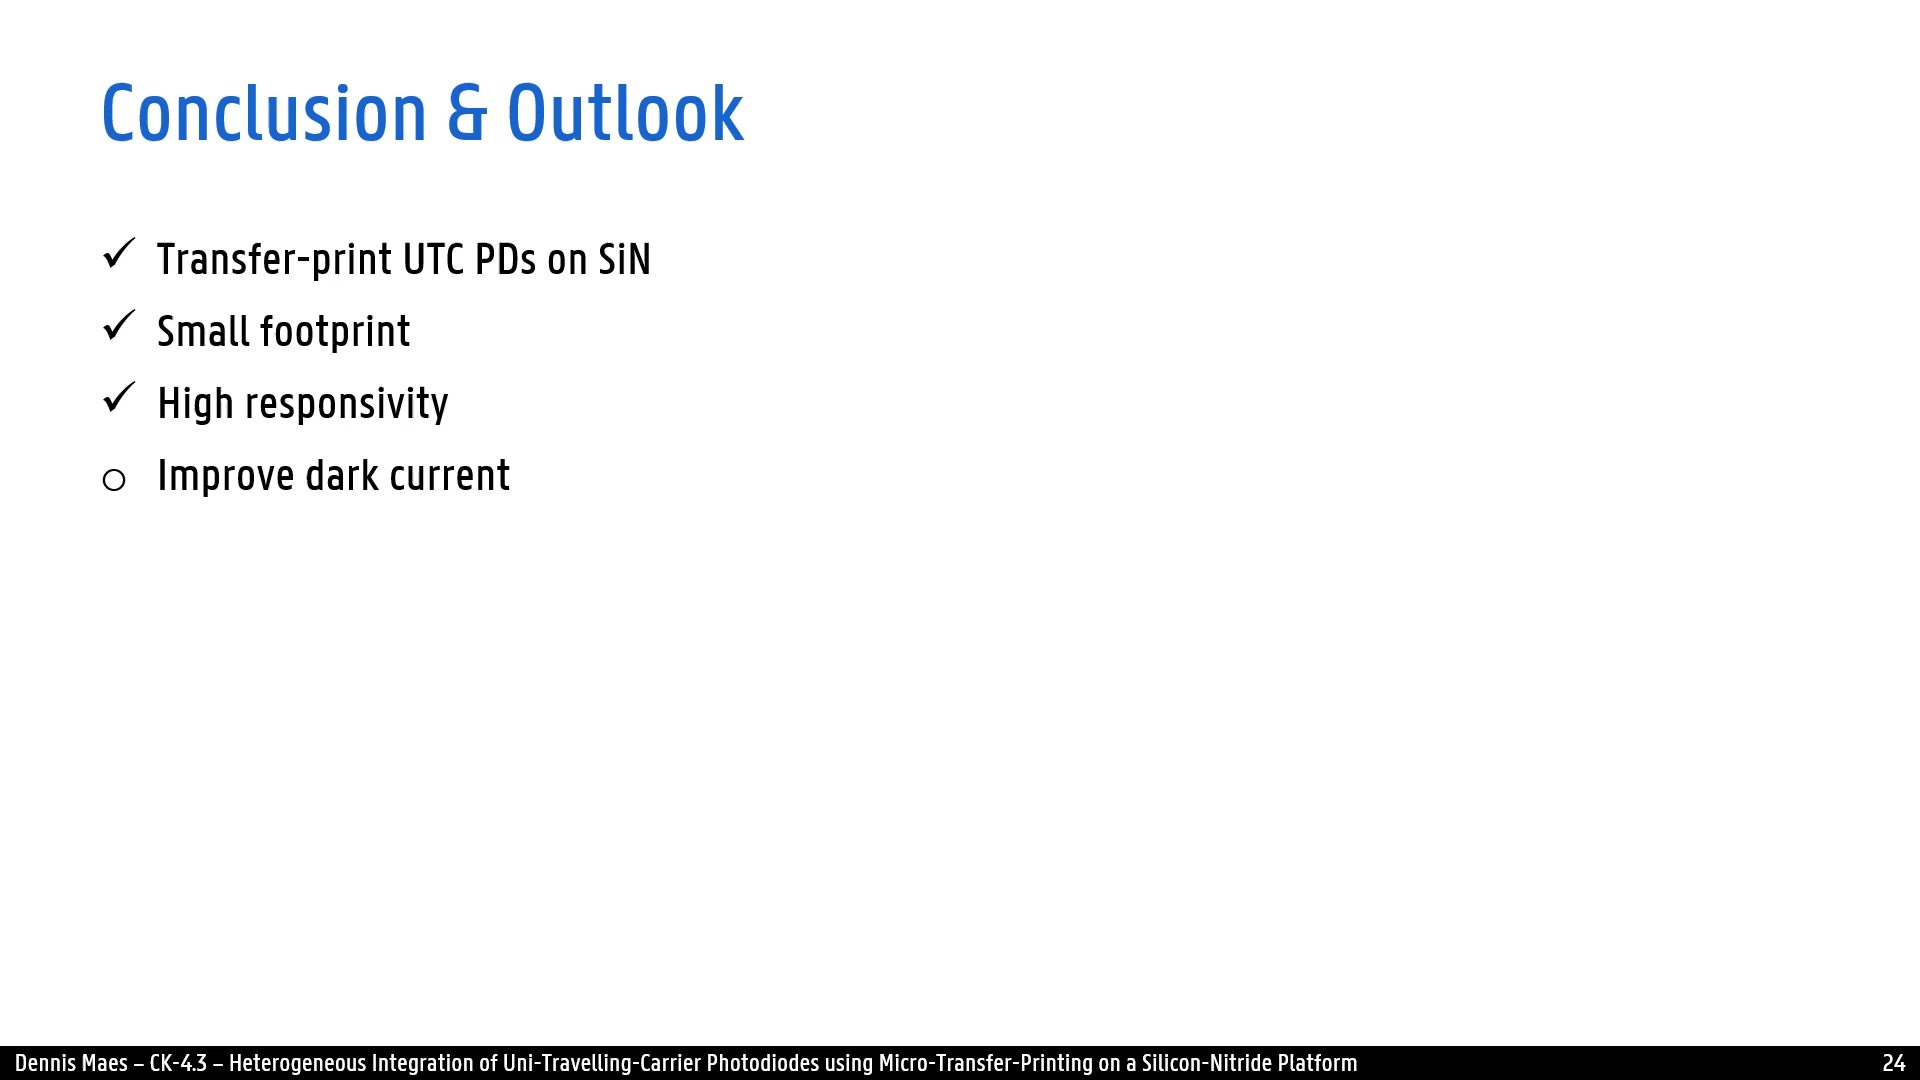 Conclusion & Outlook
✓ Transfer-print UTC PDs on SiN
✓ Small footprint
✓ High responsivity
○ Improve dark current
Dennis Maes – CK-4.3 – Heterogeneous Integration of Uni-Travelling-Carrier Photodiodes using Micro-Transfer-Printing on a Silicon-Nitride Platform 24